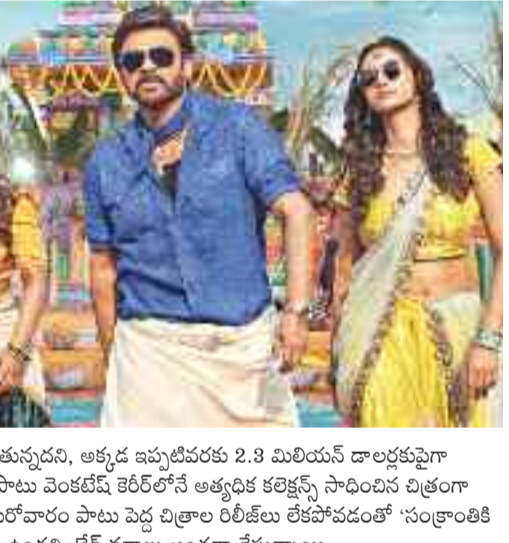 తున్నదని, అక్కడ ఇప్పటివరకు 2.3 మిలియన్ డాలర్లకుపైగా
పాటు వెంకటేష్ కెరీర్‌లోనే అత్యధిక కలెక్షన్స్ సాధించిన చిత్రంగా
రోవారం పాటు పెద్ద చిత్రాల రిలీజ్‌లు లేకపోవడంతో ‘సంక్రాంతికి